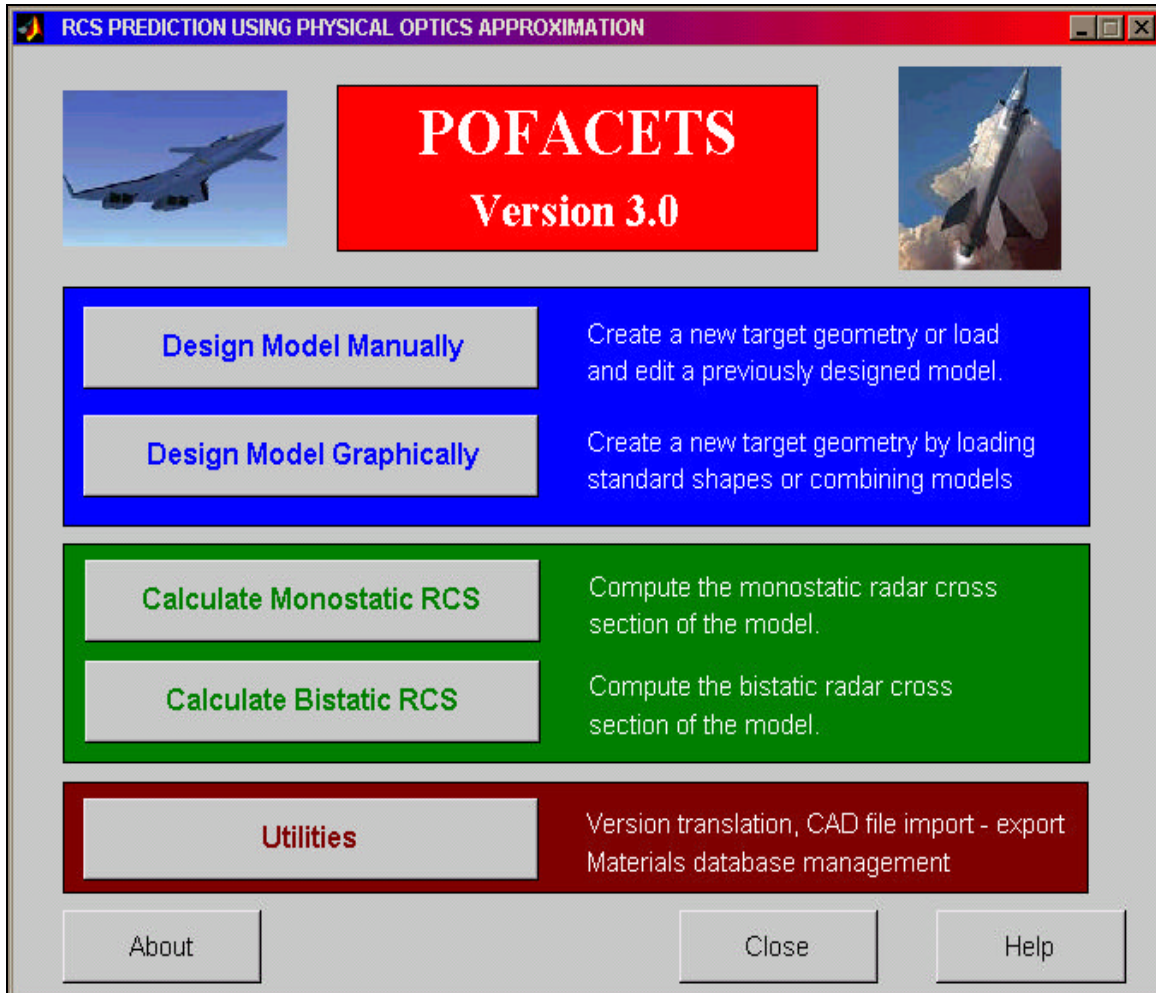 RCS PREDICTION USING PHYSICAL OPTICS APPROXIMATION
POFACETS
Version 3.0
Design Model Manually
Create a new target geometry or load
and edit a previously designed model.
Design Model Graphically
Create a new target geometry by loading
standard shapes or combining models
Calculate Monostatic RCS
Compute the monostatic radar cross
section of the model.
Calculate Bistatic RCS
Compute the bistatic radar cross
section of the model.
Utilities
Version translation, CAD file import - export
Materials database management
About
Close
Help